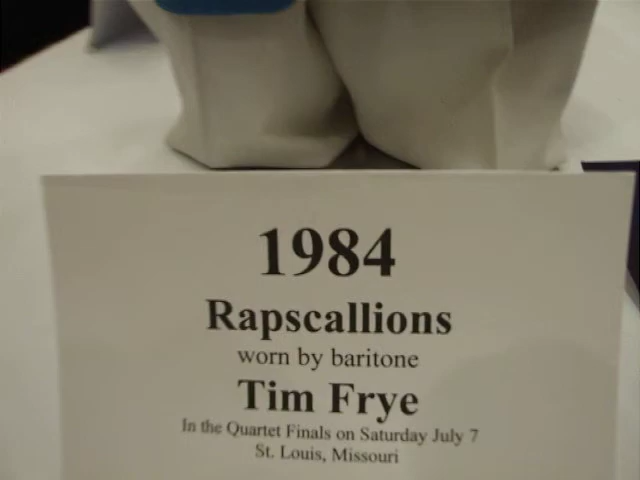 1984
Rapscallions
worn by baritone
Tim Frye
In the Quartet Finals on Saturday July 7
St. Louis, Missouri